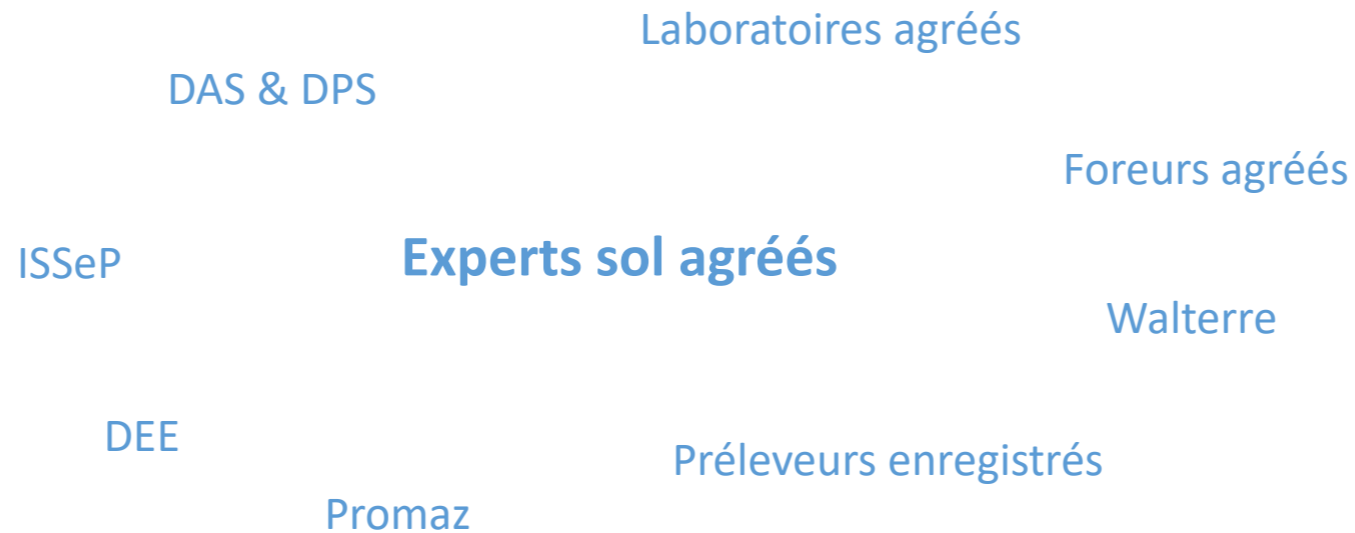 Laboratoires agréés
DAS & DPS
Foreurs agréés
Experts sol agréés
ISSeP
Walterre
DEE
Préleveurs enregistrés
Promaz